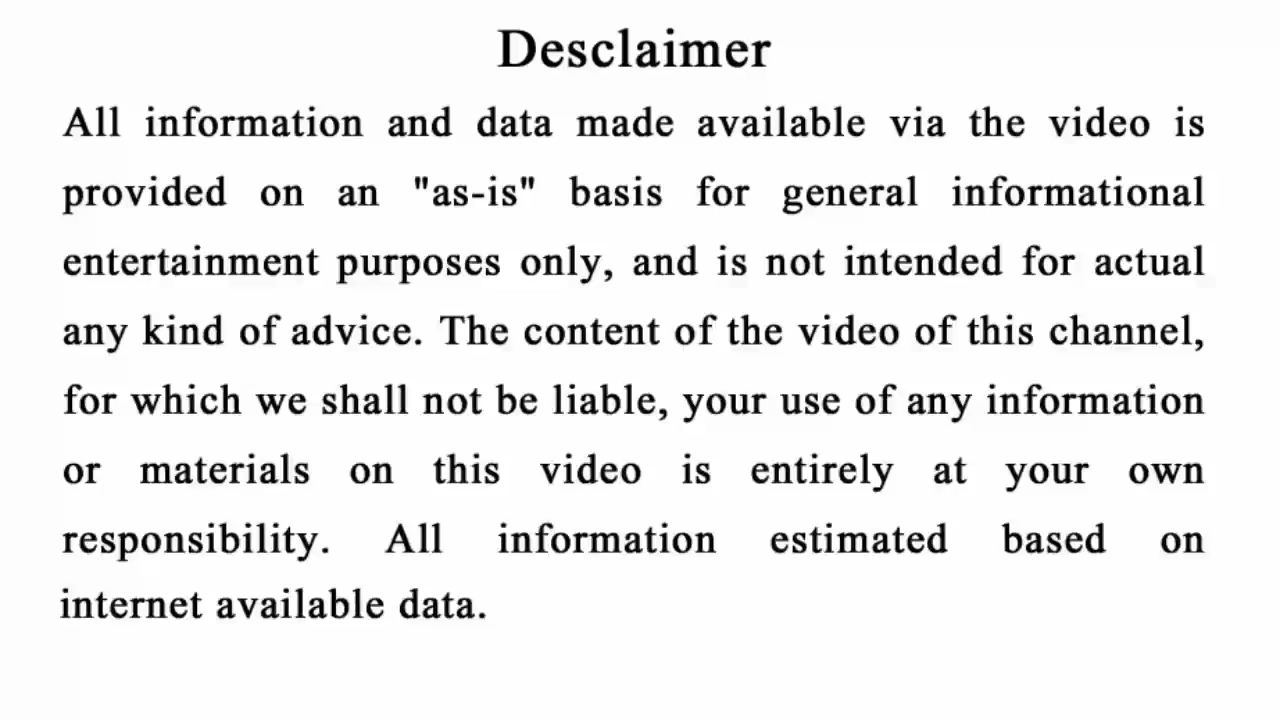 Desclaimer
All information and data made available via the video is
provided on an "as-is" basis for general informational
entertainment purposes only, and is not intended for actual
any kind of advice. The content of the video of this channel,
for which we shall not be liable, your use of any information
or materials on this video is entirely at your own
responsibility. All information estimated based on
internet available data.